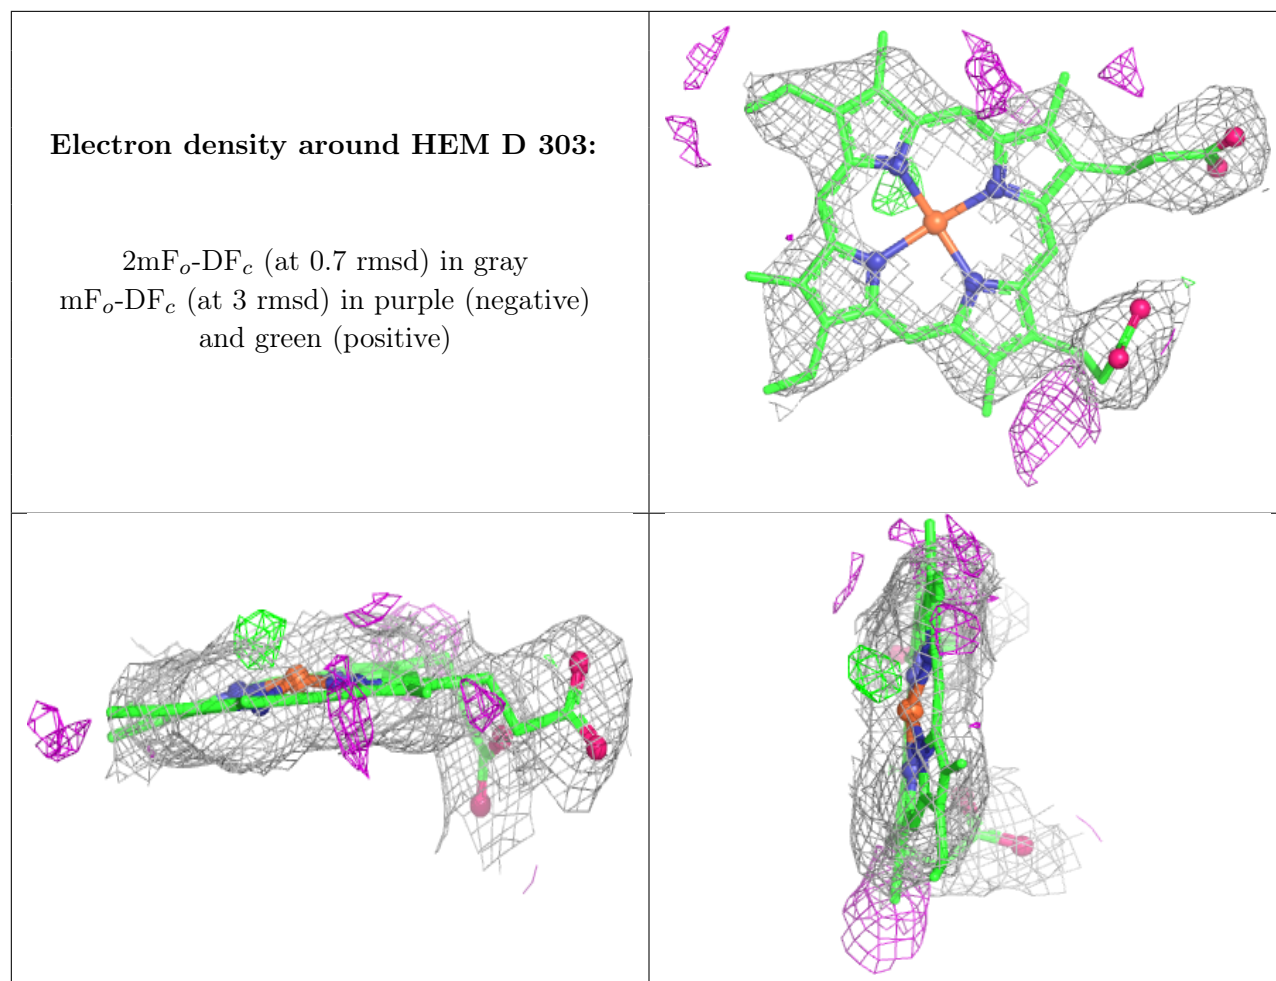 Electron density around HEM D 303:
2mFo-DFc (at 0.7 rmsd) in gray
mFo-DFc (at 3 rmsd) in purple (negative)
and green (positive)